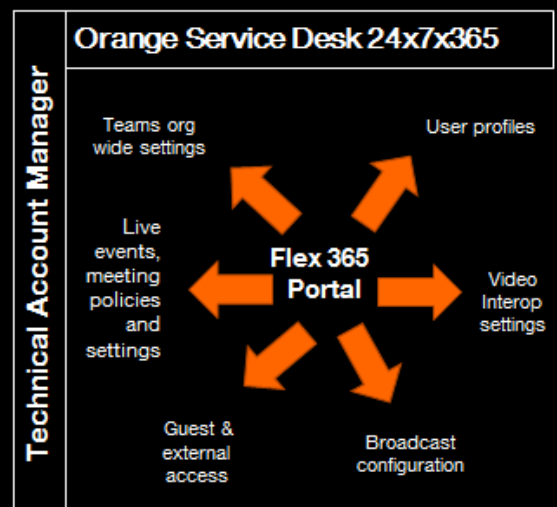 Orange Service Desk 24x7x365
Technical Account Manager
Teams org
wide settings
User profiles
Live
events,
meeting
policies
and
settings
Flex 365
Portal
Video
Interop
settings
Guest &
external
access
Broadcast
configuration